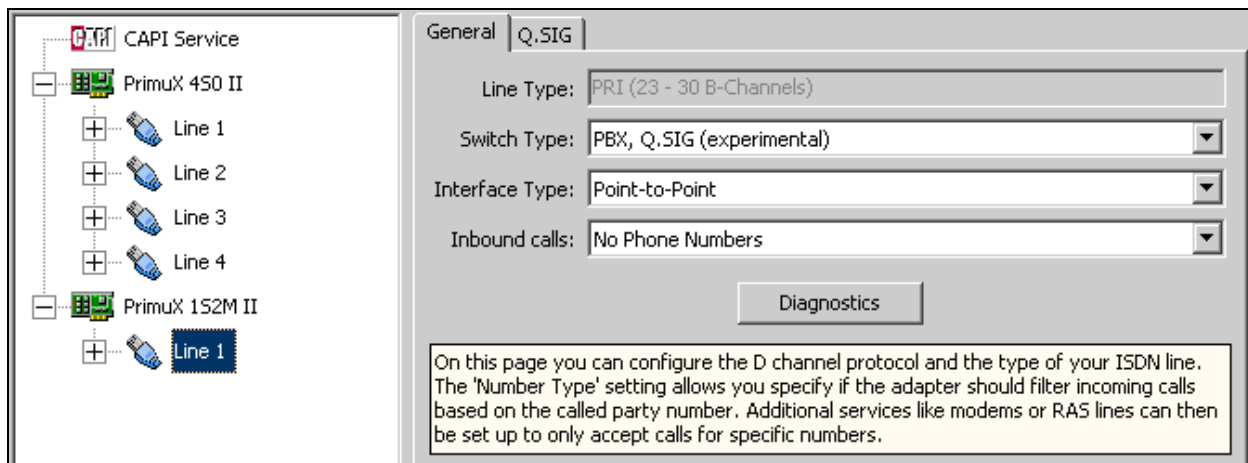 CAPI CAPI Service
PrimuX 4S0 II
Line 1
Line 2
Line 3
Line 4
PrimuX 1S2M II
Line 1
General
Q.SIG
Line Type: PRI (23 - 30 B-Channels)
Switch Type: PBX, Q.SIG (experimental)
Interface Type: Point-to-Point
Inbound calls: No Phone Numbers
Diagnostics
On this page you can configure the D channel protocol and the type of your ISDN line.
The 'Number Type' setting allows you specify if the adapter should filter incoming calls
based on the called party number. Additional services like modems or RAS lines can then
be set up to only accept calls for specific numbers.